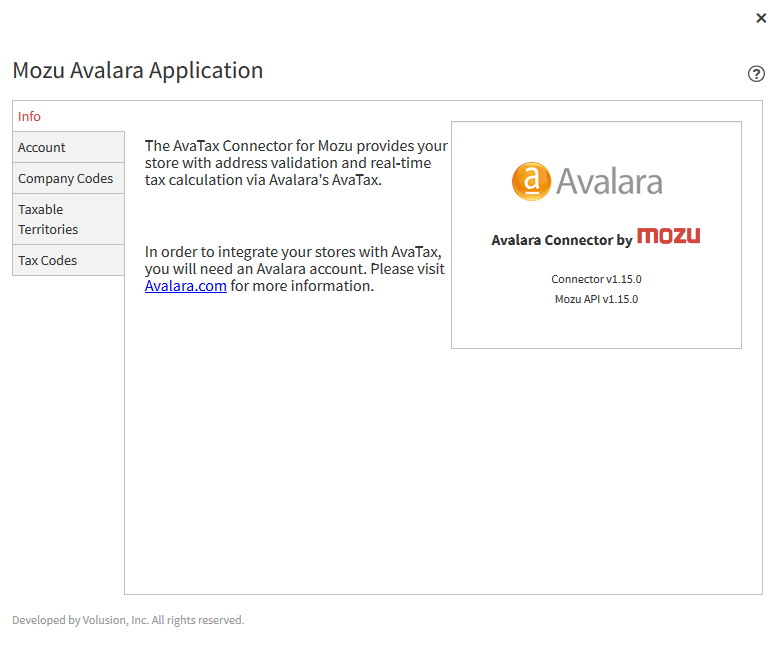 ×
Mozu Avalara Application
?
Info
Account
Company Codes
Taxable
Territories
Tax Codes
The AvaTax Connector for Mozu provides your
store with address validation and real-time
tax calculation via Avalara's AvaTax.
In order to integrate your stores with AvaTax,
you will need an Avalara account. Please visit
Avalara.com for more information.
a Avalara
Avalara Connector by mozu
Connector v1.15.0
Mozu API v1.15.0
Developed by Volusion, Inc. All rights reserved.